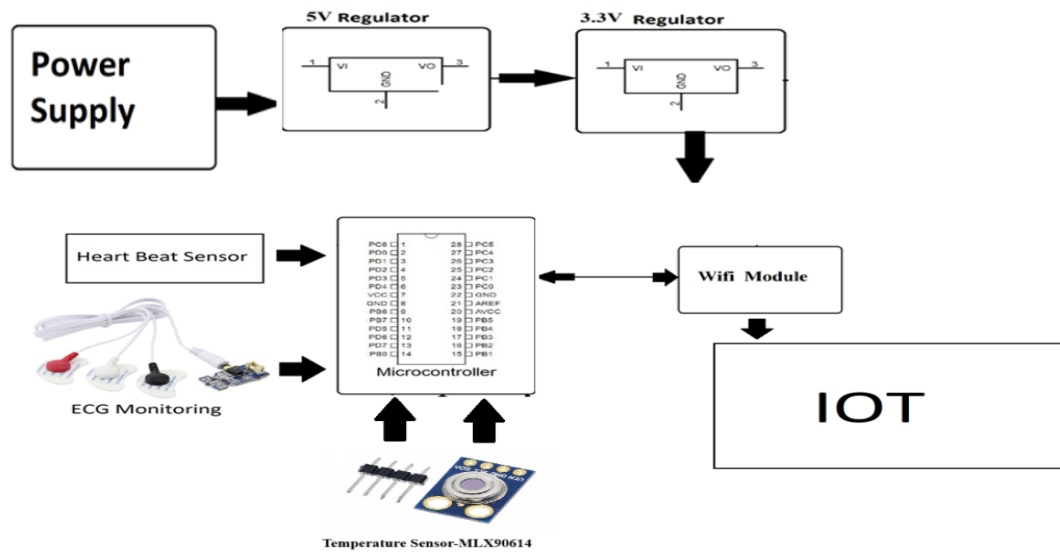 5V Regulator
3.3V Regulator
Power
Supply
1 VI VO 3
GND
2
1 VI VO 3
GND
2
Heart Beat Sensor
PC6 1 28 PC5
PD0 2 27 PC4
PD1 3 26 PC3
PD2 4 25 PC2
PD3 5 24 PC1
PD4 6 23 PC0
VCC 7 22 GND
GND 8 21 AREF
PB6 9 20 AVCC
PB7 10 19 PB5
PD5 11 18 PB4
PD6 12 17 PB3
PD7 13 16 PB2
PB0 14 15 PB1
Microcontroller
Wifi Module
ECG Monitoring
IOT
Temperature Sensor-MLX90614